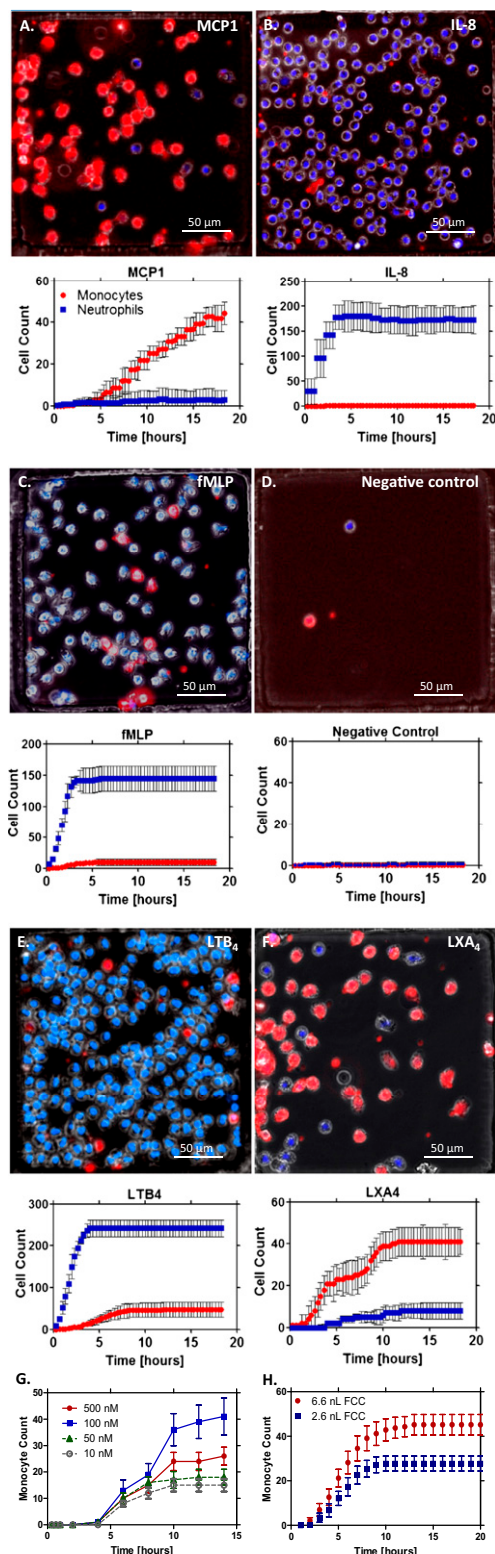 A. MCP1
B. IL-8
50 µm
50 µm
MCP1
Monocytes
Neutrophils
Cell Count
60
40
20
0
0 5 10 15 20
Time [hours]
IL-8
Cell Count
250
200
150
100
50
0
0 5 10 15 20
Time [hours]
C. fMLP
D. Negative control
50 µm
50 µm
fMLP
Cell Count
200
150
100
50
0
0 5 10 15 20
Time [hours]
Negative Control
Cell Count
60
40
20
0
0 5 10 15 20
Time [hours]
E. LTB4
F. LXA4
50 µm
50 µm
LTB4
Cell Count
300
200
100
0
0 5 10 15 20
Time [hours]
LXA4
Cell Count
60
40
20
0
0 5 10 15 20
Time [hours]
G.
500 nM
100 nM
50 nM
10 nM
Monocyte Count
50
40
30
20
10
0
0 5 10 15
Time [hours]
H.
6.6 nL FCC
2.6 nL FCC
Monocyte Count
60
40
20
0
0 5 10 15 20
Time [hours]